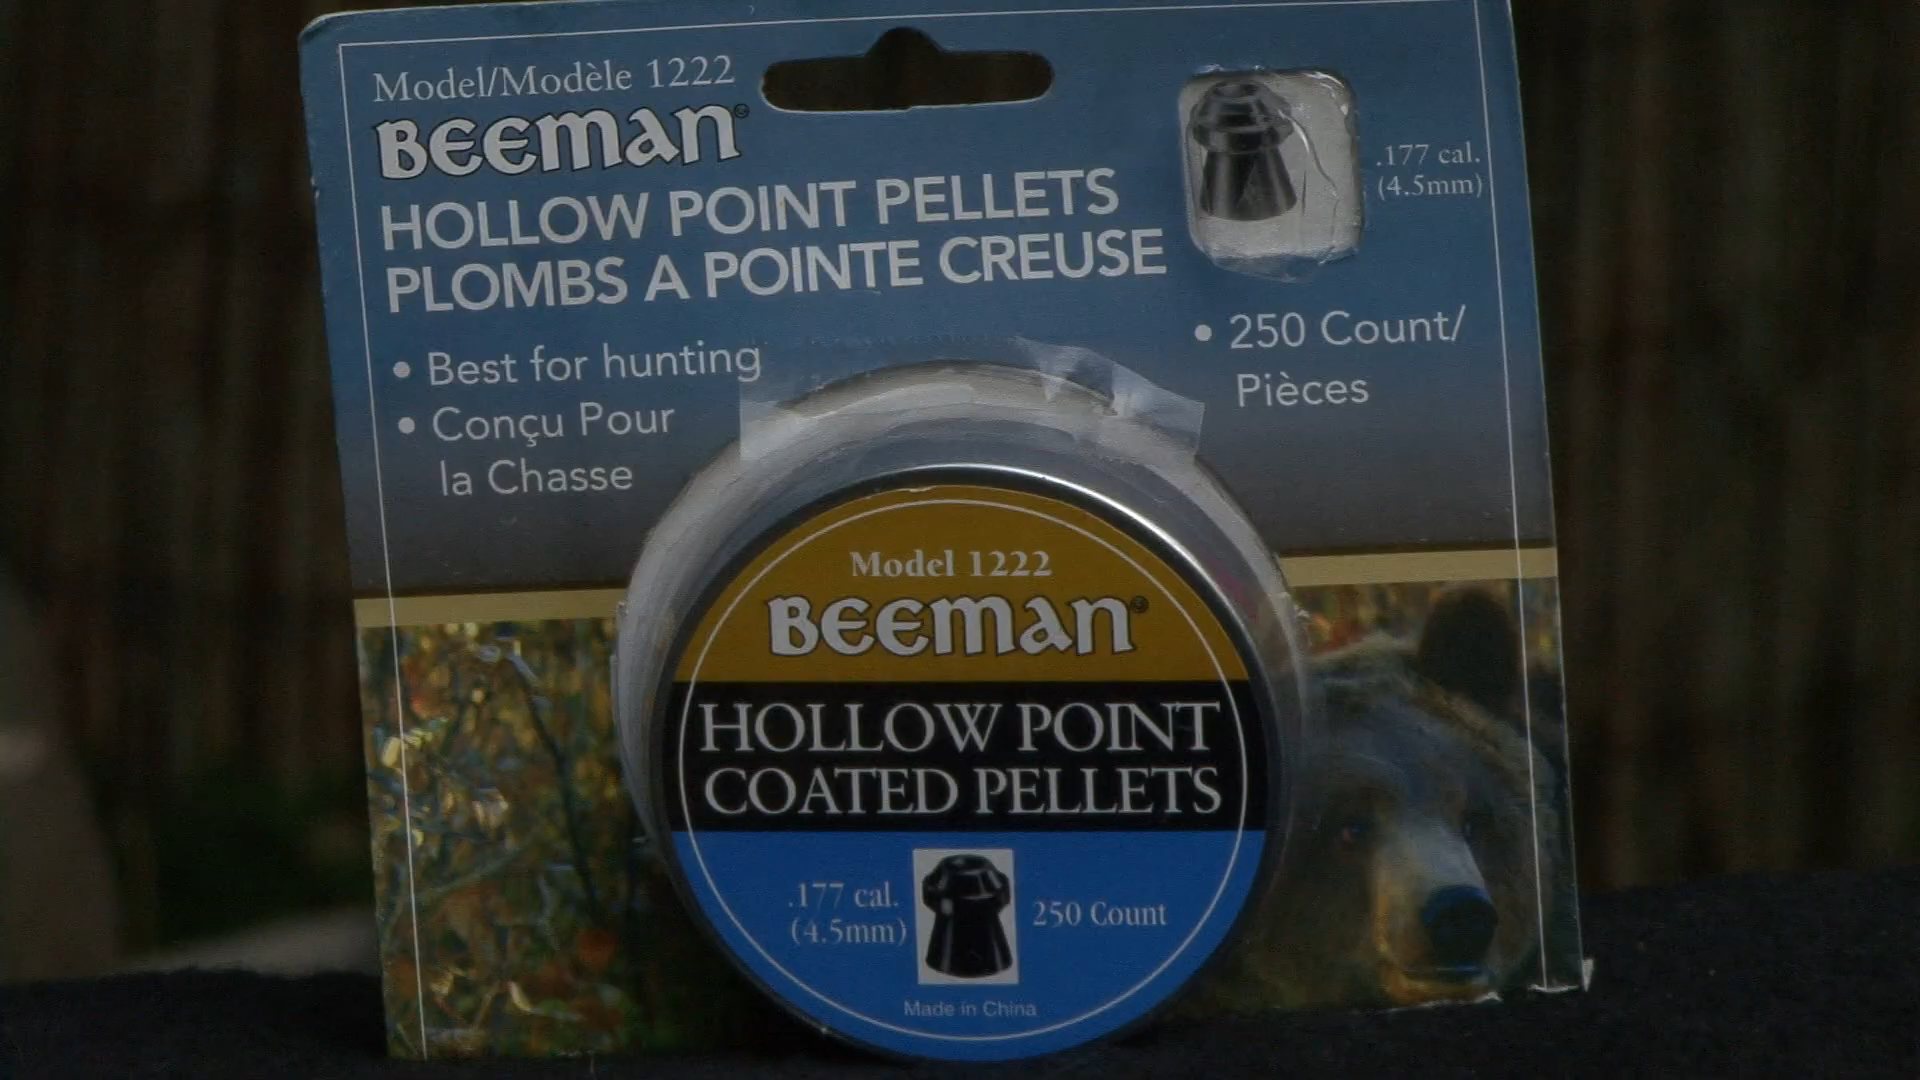 Model/Modèle 1222
BEEMAN®
HOLLOW POINT PELLETS
PLOMBS A POINTE CREUSE
.177 cal.
(4.5mm)
• Best for hunting
• Conçu Pour
la Chasse
• 250 Count/
Pièces
Model 1222
BEEMAN®
HOLLOW POINT
COATED PELLETS
.177 cal.
(4.5mm)
250 Count
Made in China